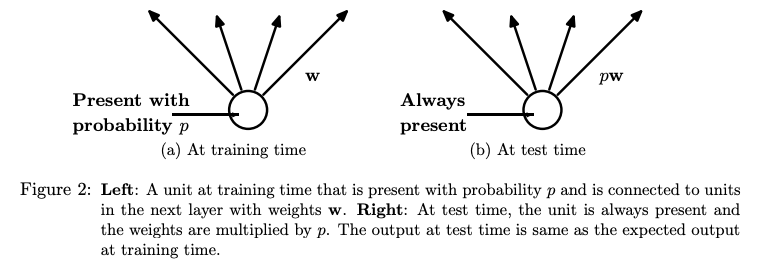 w
Present with
probability p
(a) At training time
pw
Always
present
(b) At test time
Figure 2: Left: A unit at training time that is present with probability p and is connected to units
in the next layer with weights w. Right: At test time, the unit is always present and
the weights are multiplied by p. The output at test time is same as the expected output
at training time.